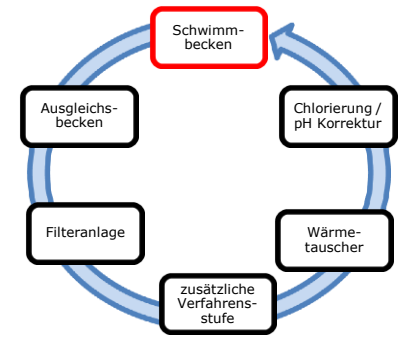 Schwimm-
becken
Ausgleichs-
becken
Chlorierung /
pH Korrektur
Filteranlage
Wärme-
tauscher
zusätzliche
Verfahrens-
stufe